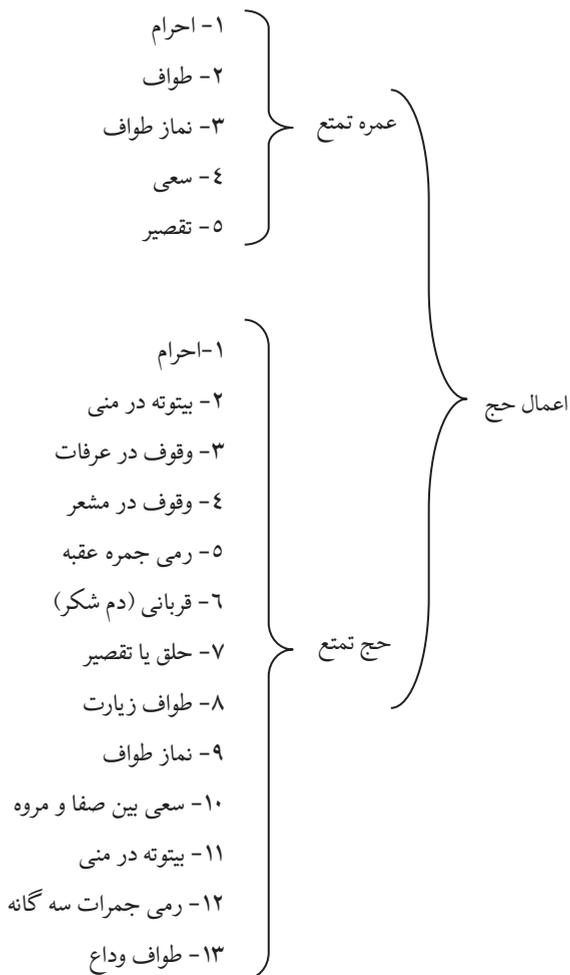 اعمال حج
عمره تمتع
۱- احرام
۲- طواف
۳- نماز طواف
٤- سعی
٥- تقصیر
حج تمتع
۱-احرام
۲- بیتوته در منی
۳- وقوف در عرفات
٤- وقوف در مشعر
٥- رمی جمره عقبه
٦- قربانی (دم شکر)
۷- حلق یا تقصیر
۸- طواف زیارت
۹- نماز طواف
۱۰- سعی بین صفا و مروه
۱۱- بیتوته در منی
۱۲- رمی جمرات سه گانه
۱۳- طواف وداع